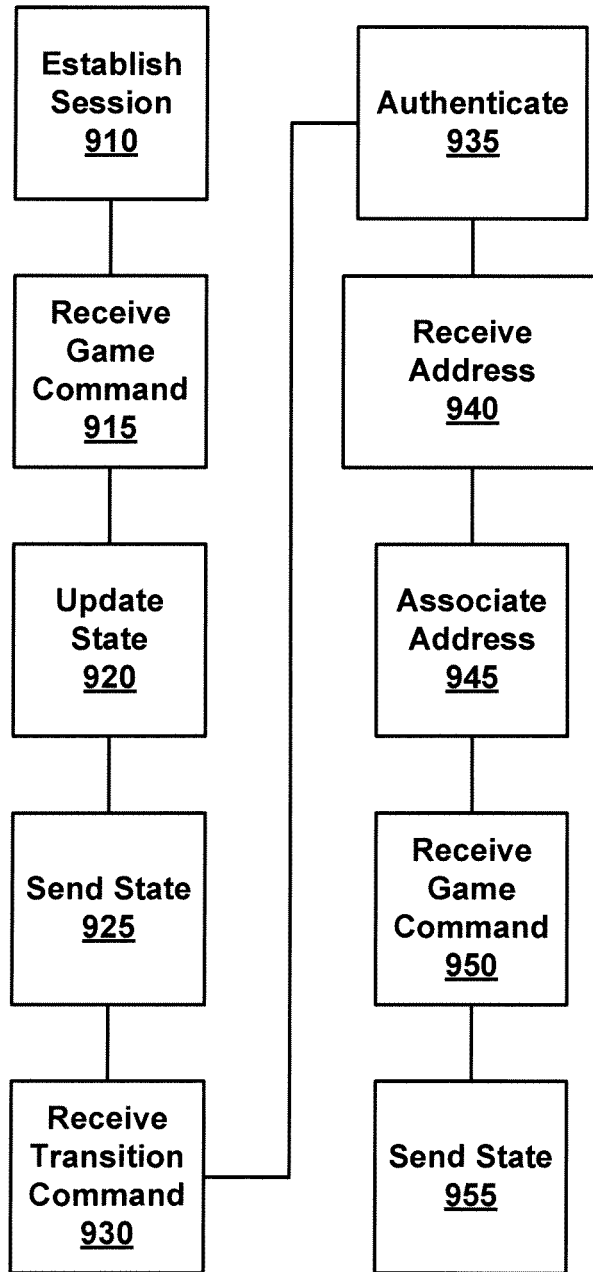 Establish
Session
910
Receive
Game
Command
915
Update
State
920
Send State
925
Receive
Transition
Command
930
Authenticate
935
Receive
Address
940
Associate
Address
945
Receive
Game
Command
950
Send State
955